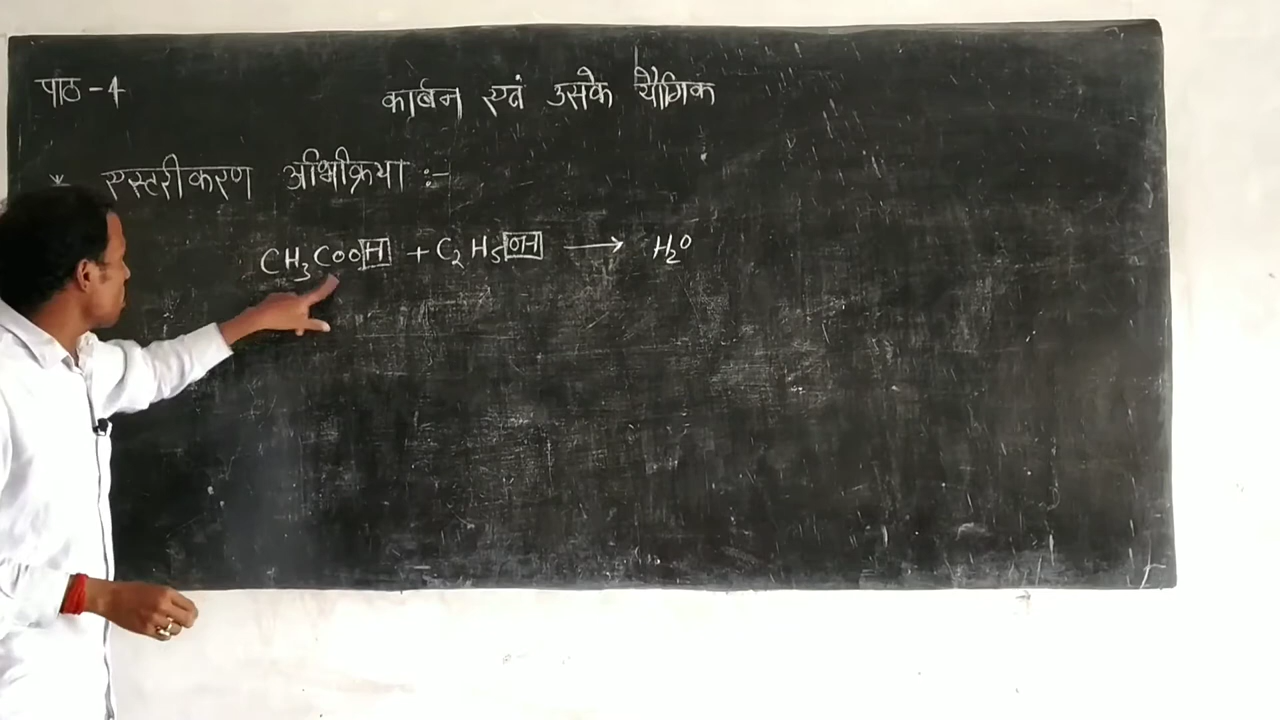 पाठ - 4
कार्बन एवं उसके यौगिक
* एस्टरीकरण अभिक्रिया :-
CH₃COOH + C₂H₅OH → H₂O